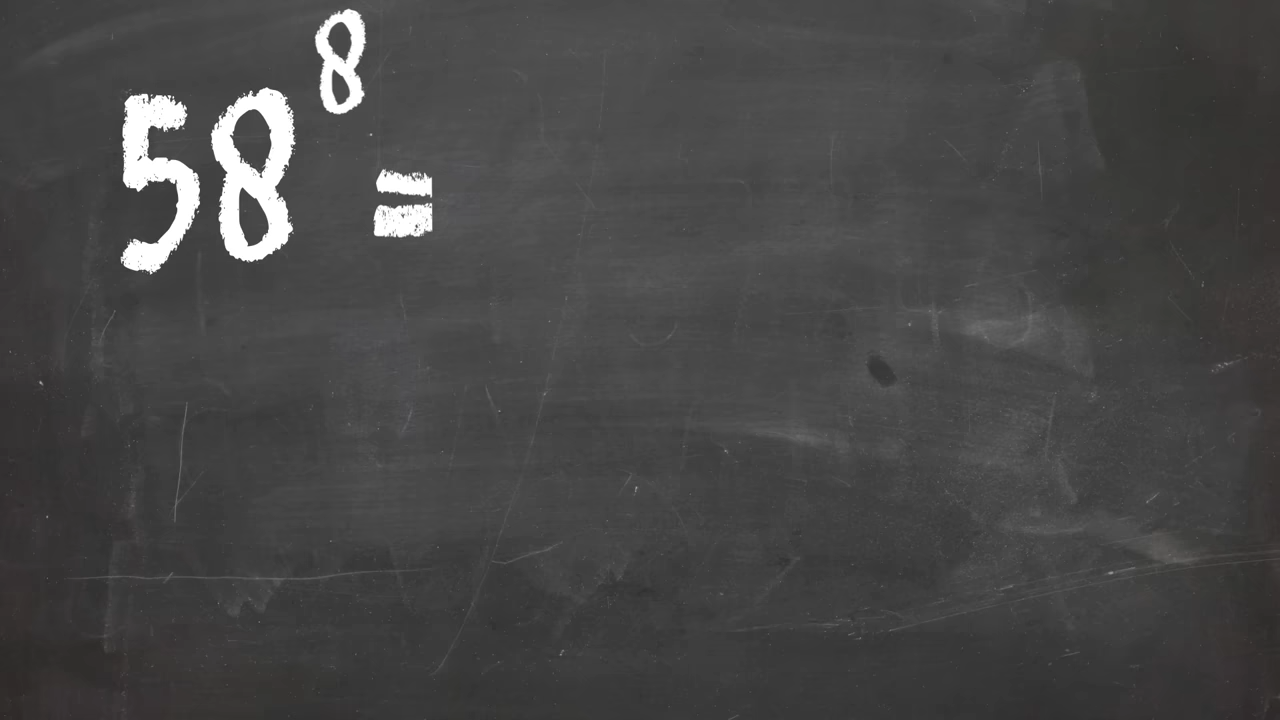 58⁸ =